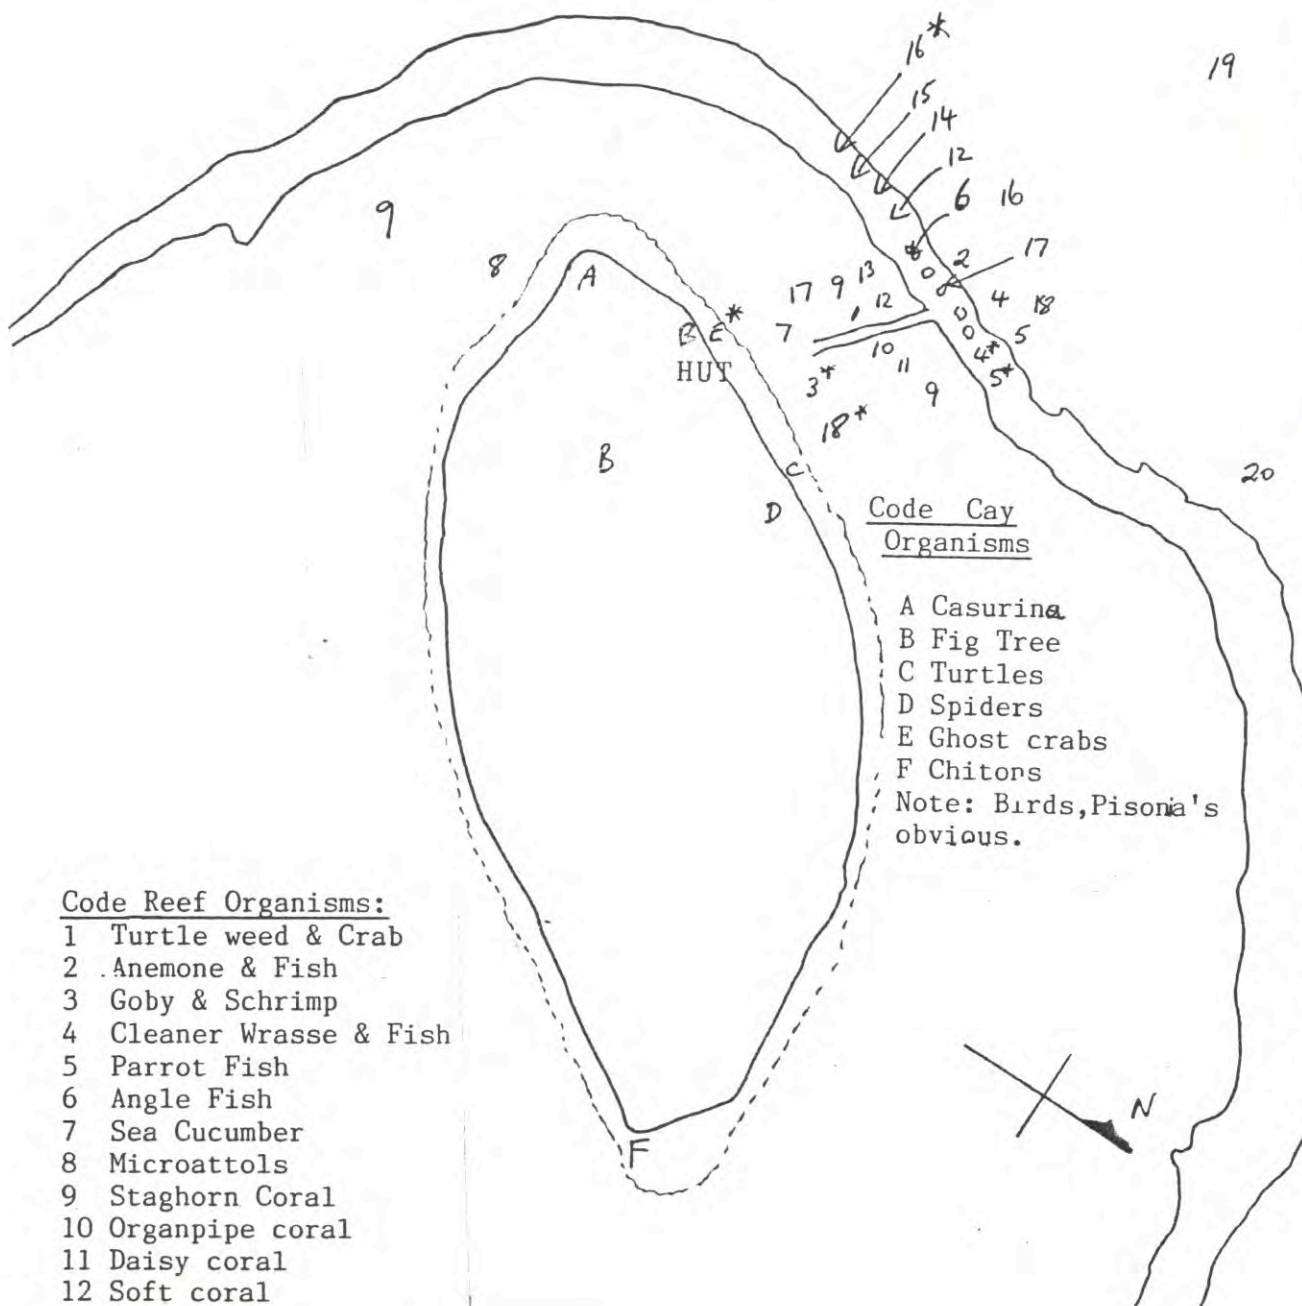 16*
19
15
14
12
6 16
9
2 17
8
A
17 9 13
12
4 18
1
7
5
B E*
10
4*
HUT
11
5*
3*
9
18*
B
C
20
D
Code Cay
Organisms
A Casurina
B Fig Tree
C Turtles
D Spiders
E Ghost crabs
F Chitons
Note: Birds,Pisonia's
obvious.
Code Reef Organisms:
1 Turtle weed & Crab
2 Anemone & Fish
3 Goby & Schrimp
4 Cleaner Wrasse & Fish
5 Parrot Fish
6 Angle Fish
7 Sea Cucumber
8 Microattols
9 Staghorn Coral
10 Organpipe coral
11 Daisy coral
12 Soft coral
N
F